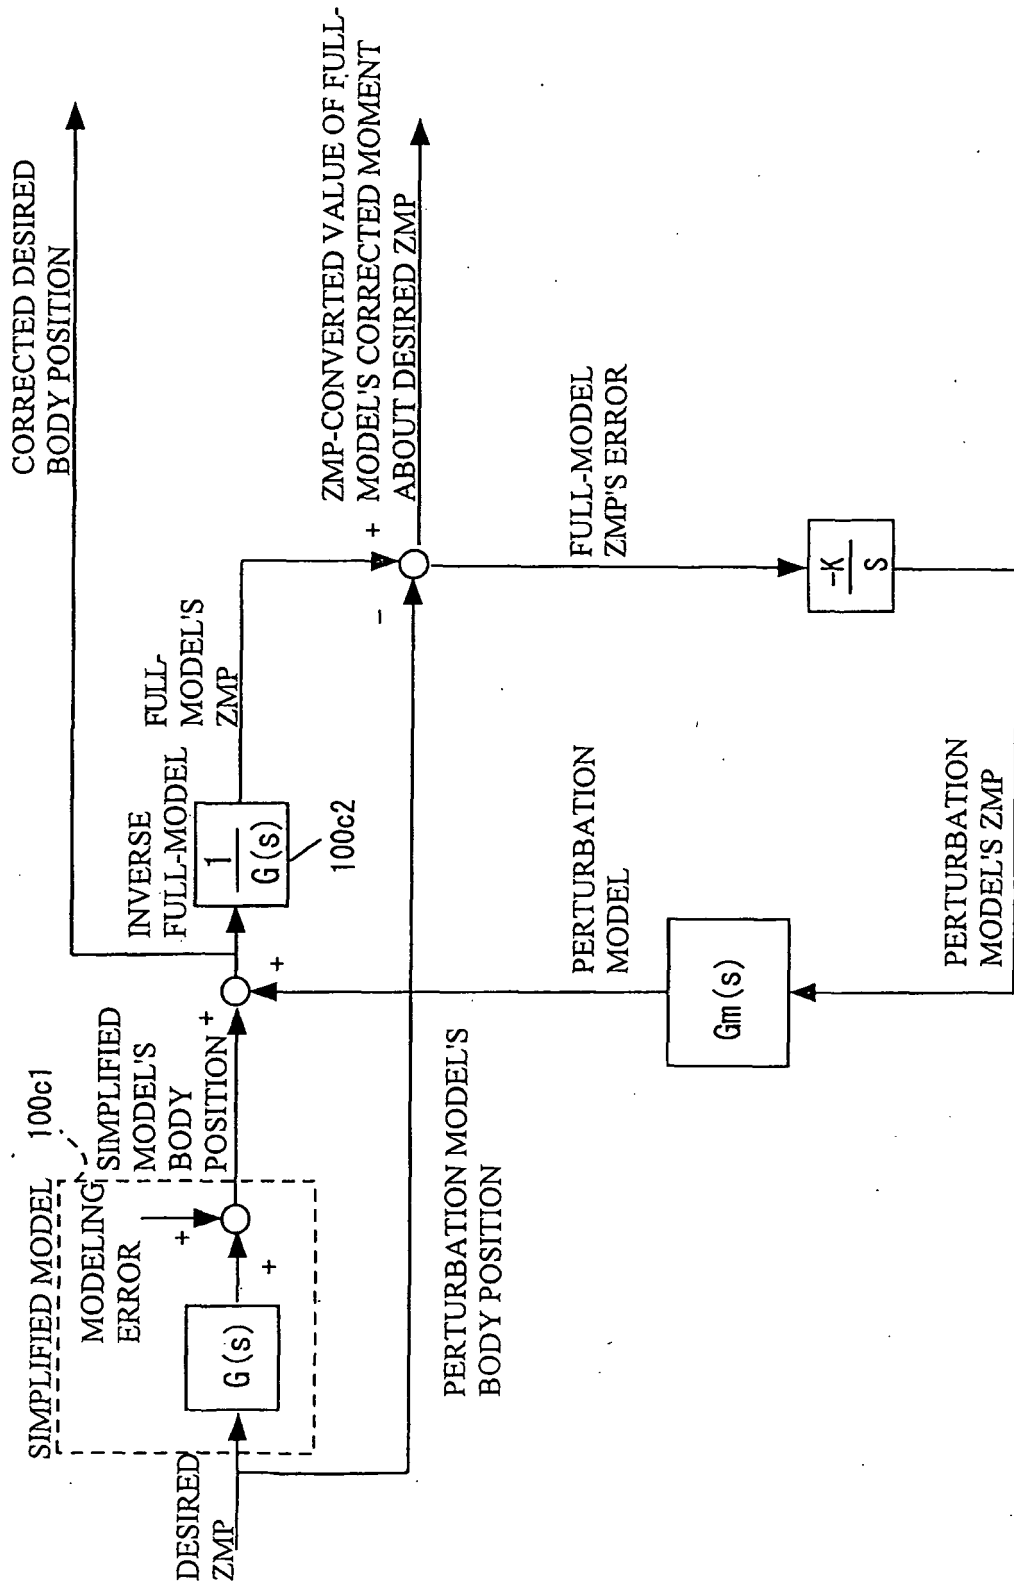 CORRECTED DESIRED
BODY POSITION
ZMP-CONVERTED VALUE OF FULL-
MODEL'S CORRECTED MOMENT
ABOUT DESIRED ZMP
SIMPLIFIED MODEL
100c1
MODELING
ERROR
SIMPLIFIED
MODEL'S
BODY
POSITION
INVERSE
FULL-MODEL
FULL-
MODEL'S
ZMP
DESIRED
ZMP
G(s)
+
+
+
+
1
G(s)
100c2
+
-
PERTURBATION MODEL'S
BODY POSITION
PERTURBATION
MODEL
FULL-MODEL
ZMP'S ERROR
Gm(s)
-K
S
PERTURBATION
MODEL'S ZMP